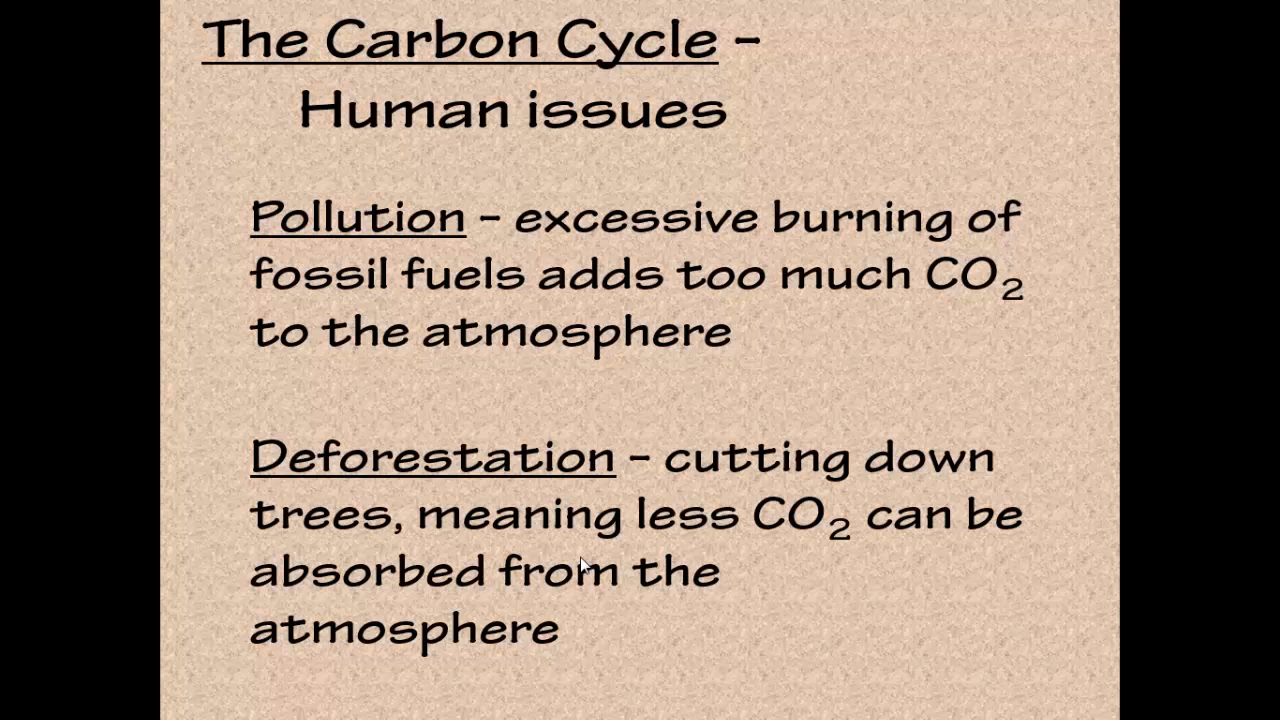 The Carbon Cycle –
Human issues
Pollution – excessive burning of
fossil fuels adds too much CO₂
to the atmosphere
Deforestation – cutting down
trees, meaning less CO₂ can be
absorbed from the
atmosphere